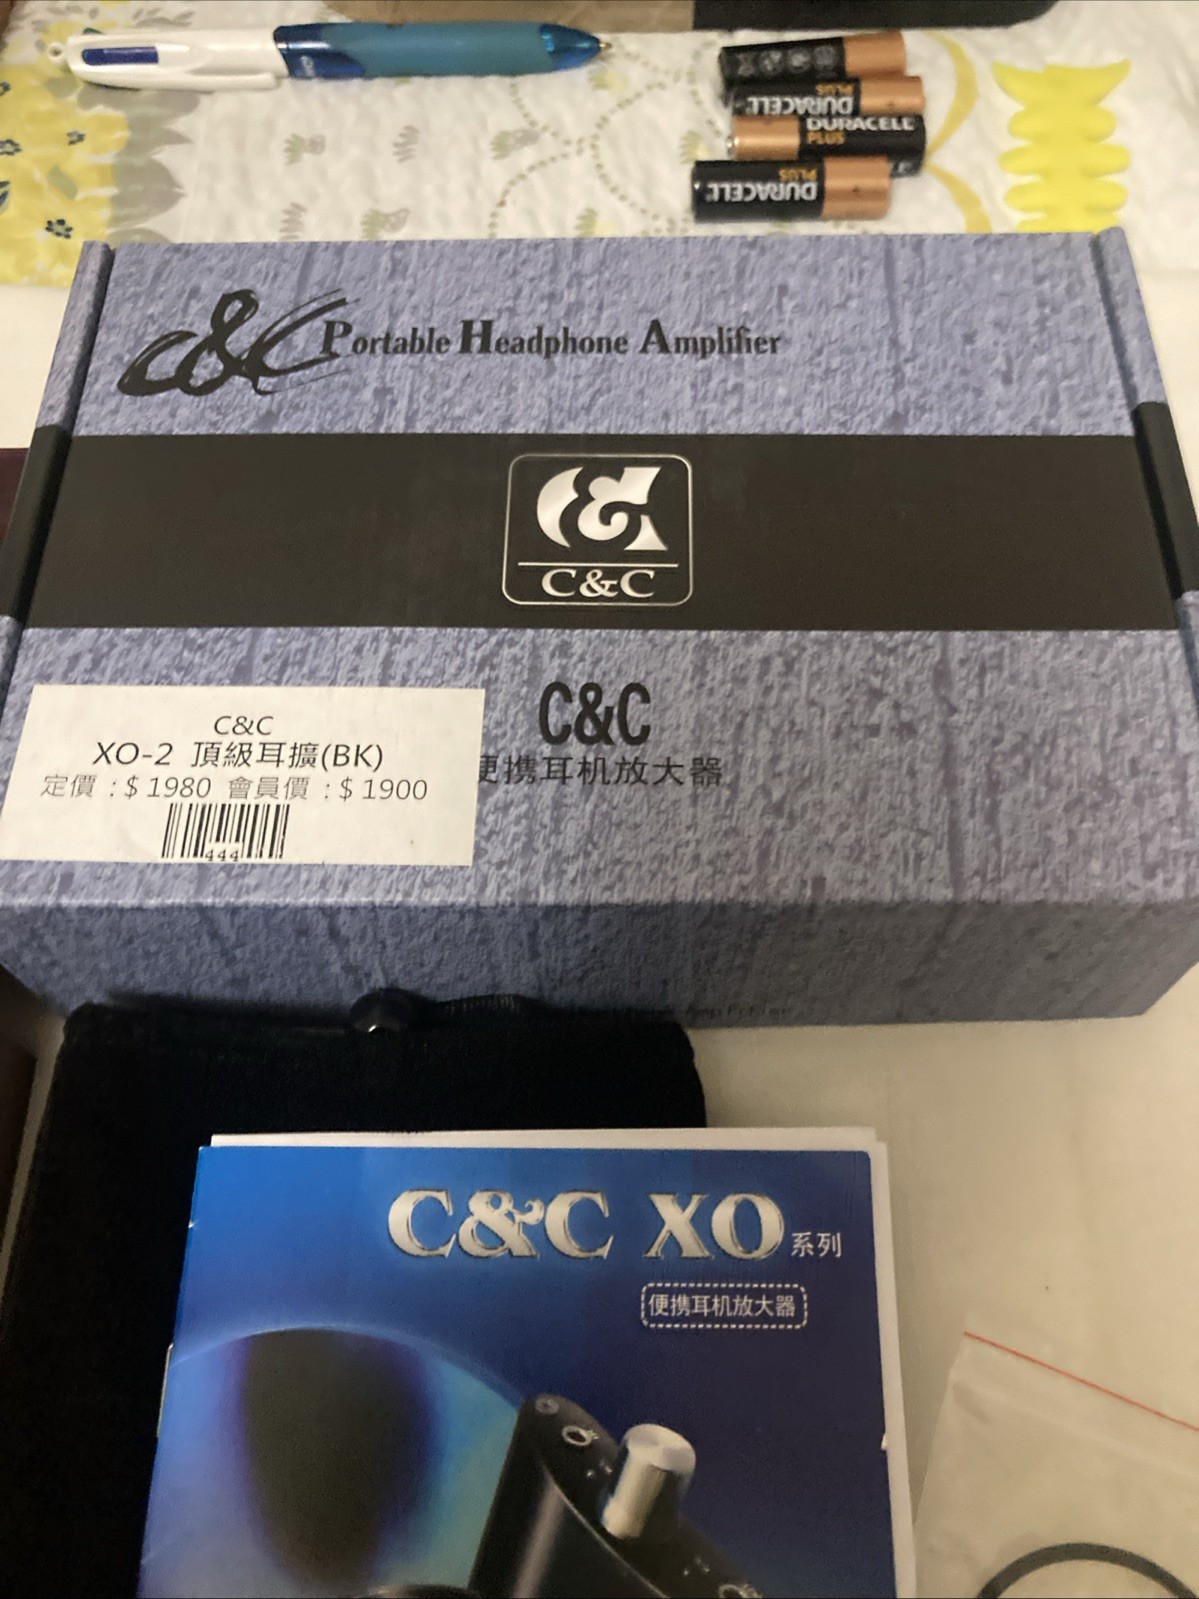 DURACELL
PLUS
DURACELL
PLUS
DURACELL
PLUS
C&C Portable Headphone Amplifier
C&C
C&C
便携耳机放大器
C&C
XO-2 頂級耳擴(BK)
定價 : $ 1980 會員價 : $ 1900
444
C&C XO 系列
便携耳机放大器